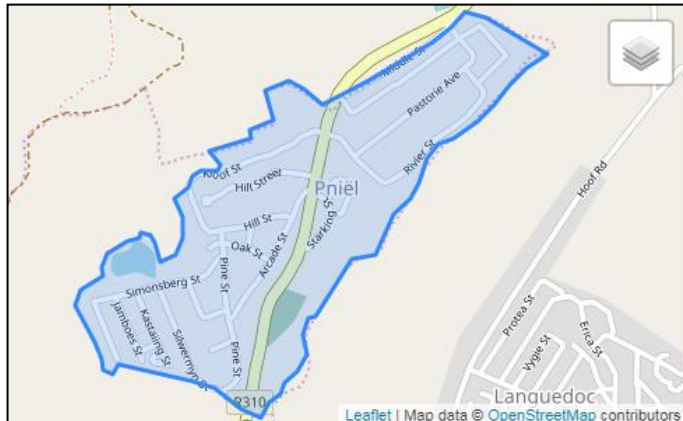 Middle St
Pastorie Ave
Hoof Rd
Kloof St
Rivier St
Hill Street
Pniël
Starking S
Hill St
Oak St
Arcade St
Pine St
Simonsberg St
Jamboes St
Kastaiing St
Silwermyn St
Pine St
Protea St
Erica St
Vygie St
Languedoc
R310
Leaflet | Map data © OpenStreetMap contributors